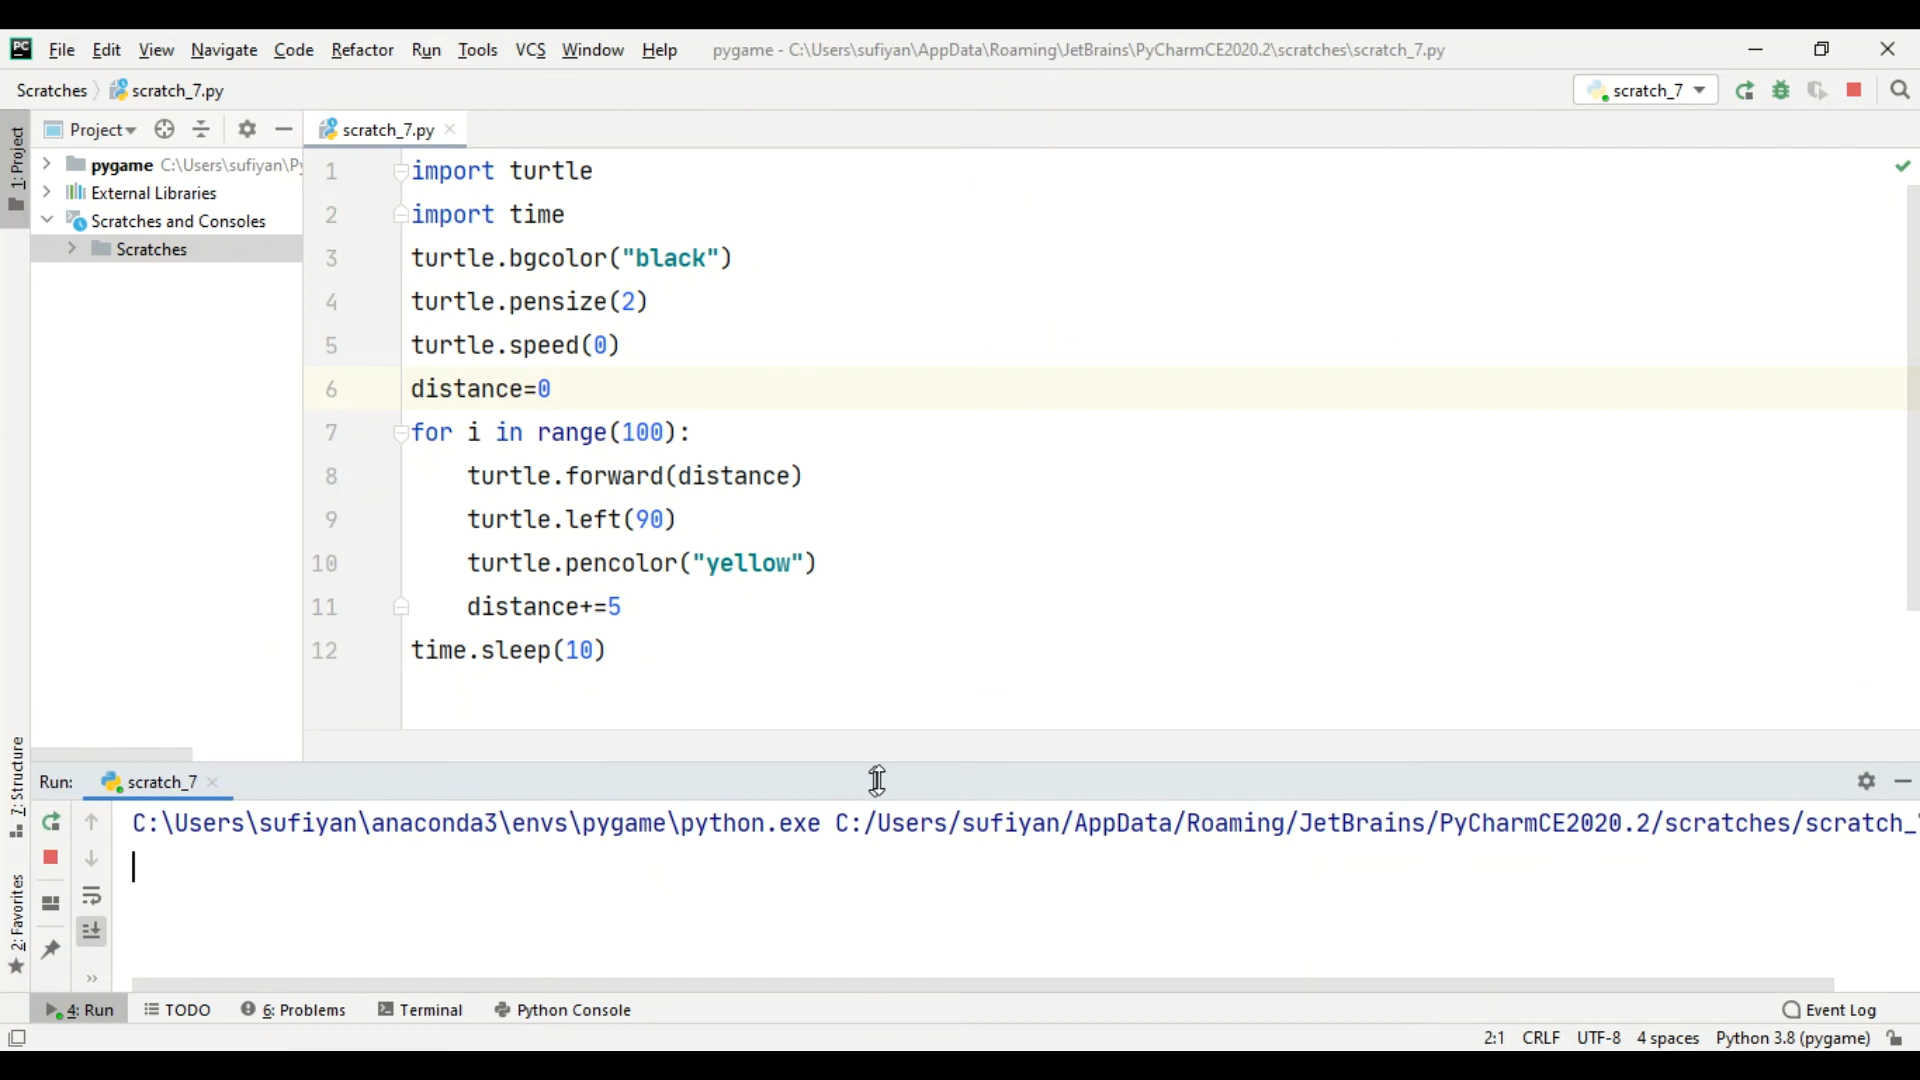 PC File Edit View Navigate Code Refactor Run Tools VCS Window Help pygame - C:\Users\sufiyan\AppData\Roaming\JetBrains\PyCharmCE2020.2\scratches\scratch_7.py
Scratches scratch_7.py scratch_7
1: Project
Project scratch_7.py
pygame C:\Users\sufiyan\Py
External Libraries
Scratches and Consoles
Scratches
1 import turtle
2 import time
3 turtle.bgcolor("black")
4 turtle.pensize(2)
5 turtle.speed(0)
6 distance=0
7 for i in range(100):
8 turtle.forward(distance)
9 turtle.left(90)
10 turtle.pencolor("yellow")
11 distance+=5
12 time.sleep(10)
7: Structure
2: Favorites
Run: scratch_7
C:\Users\sufiyan\anaconda3\envs\pygame\python.exe C:/Users/sufiyan/AppData/Roaming/JetBrains/PyCharmCE2020.2/scratches/scratch_
4: Run TODO 6: Problems Terminal Python Console Event Log
2:1 CRLF UTF-8 4 spaces Python 3.8 (pygame)